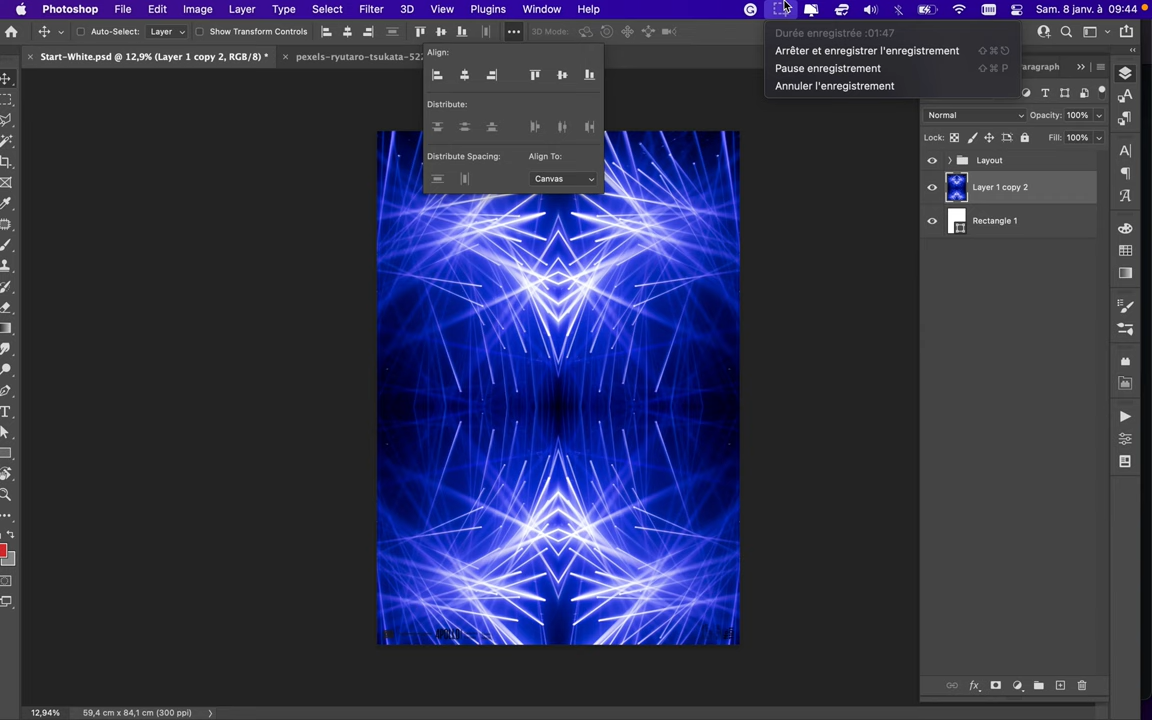 Photoshop File Edit Image Layer Type Select Filter 3D View Plugins Window Help Sam. 8 janv. à 09:44
Auto-Select: Layer Show Transform Controls 3D Mode:
Durée enregistrée :01:47
Arrêter et enregistrer l'enregistrement
Pause enregistrement P
Annuler l'enregistrement
Start-White.psd @ 12,9% (Layer 1 copy 2, RGB/8) * pexels-ryutaro-tsukata-52 aragraph
Align:
Distribute:
Distribute Spacing: Align To:
Canvas
Normal Opacity: 100%
Lock: Fill: 100%
Layout
Layer 1 copy 2
Rectangle 1
APOLLO
12,94% 59,4 cm x 84,1 cm (300 ppi)